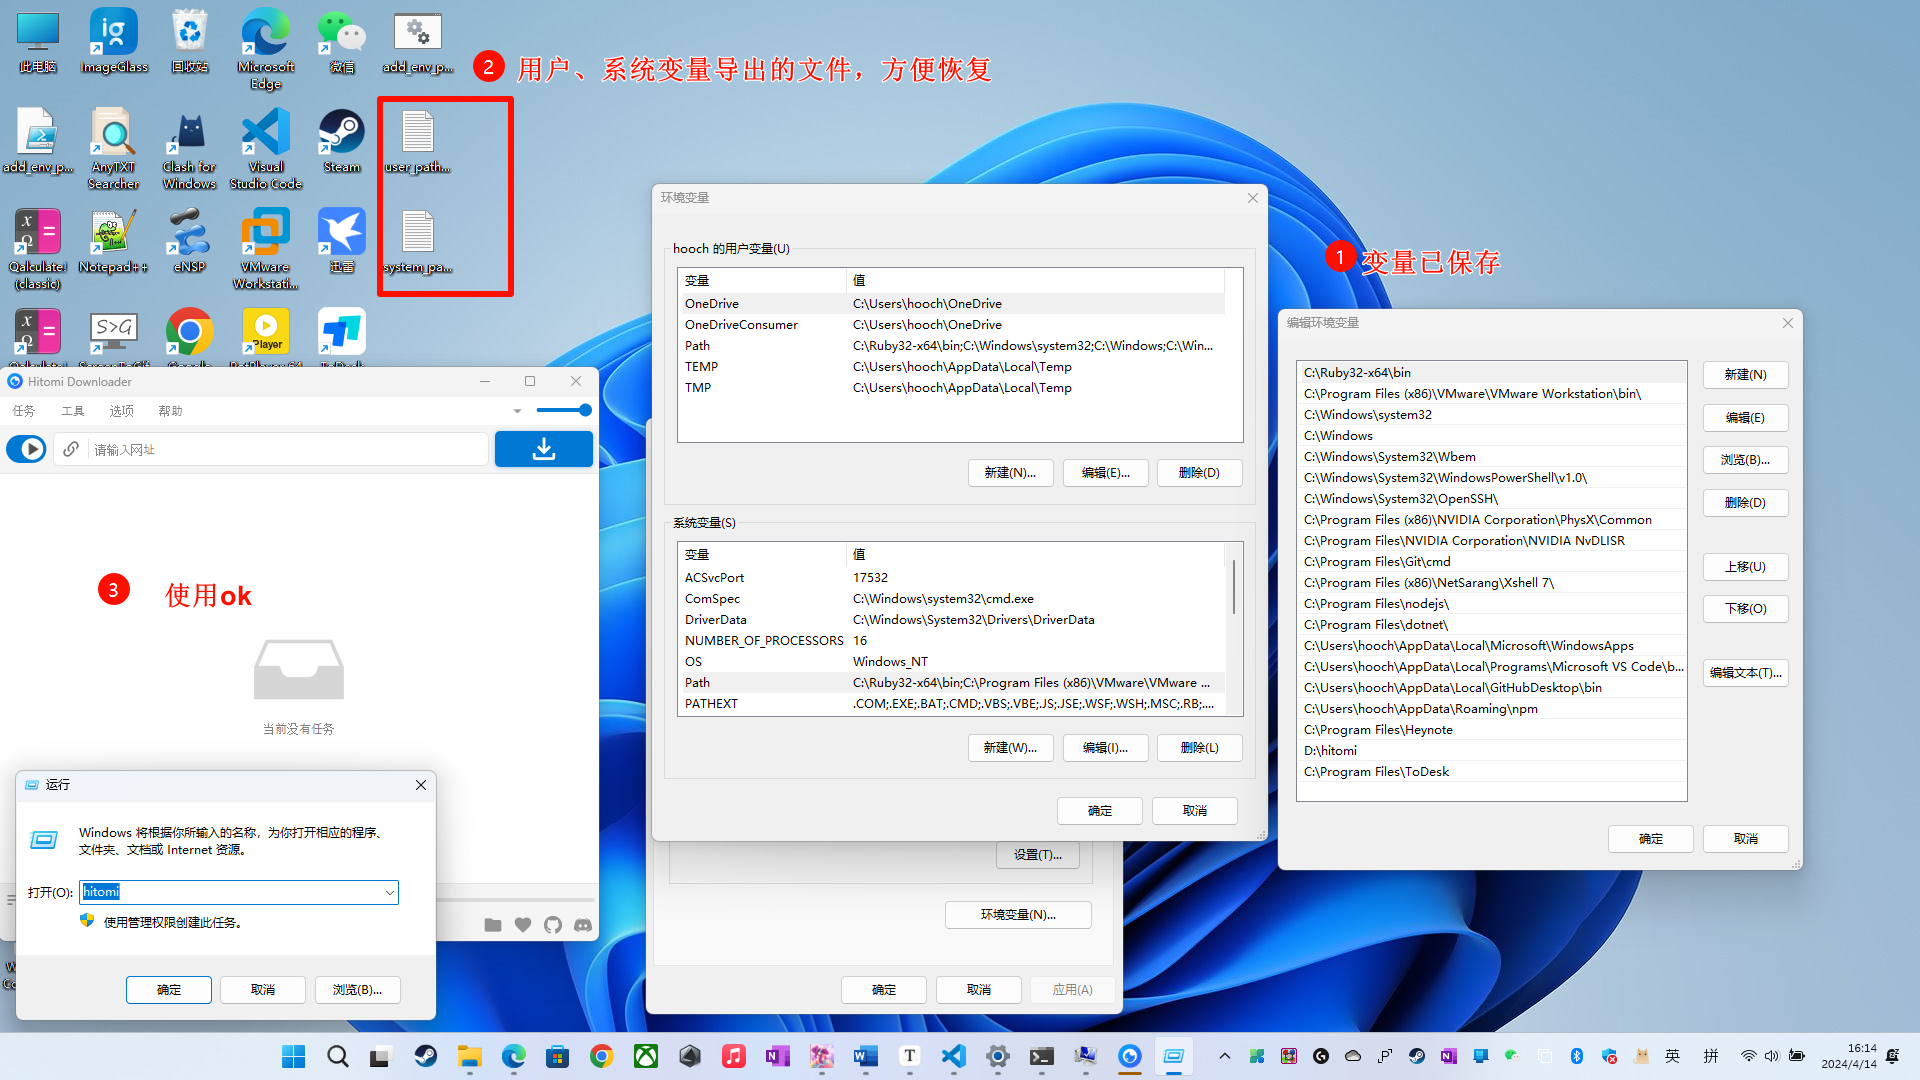 此电脑
ImageGlass
回收站
Microsoft
Edge
微信
add_env_p...
2
用户、系统变量导出的文件，方便恢复
add_env_p...
AnyTXT
Searcher
Clash for
Windows
Visual
Studio Code
Steam
user_path...
Qalculate!
(classic)
Notepad++
eNSP
VMware
Workstati...
迅雷
system_pa...
S>G
Player
Hitomi Downloader
任务
工具
选项
帮助
请输入网址
3
使用ok
当前没有任务
运行
Windows 将根据你所输入的名称，为你打开相应的程序、
文件夹、文档或 Internet 资源。
打开(O):
hitomi
使用管理权限创建此任务。
确定
取消
浏览(B)...
环境变量
hooch 的用户变量(U)
变量
值
OneDrive
C:\Users\hooch\OneDrive
OneDriveConsumer
C:\Users\hooch\OneDrive
Path
C:\Ruby32-x64\bin;C:\Windows\system32;C:\Windows;C:\Win...
TEMP
C:\Users\hooch\AppData\Local\Temp
TMP
C:\Users\hooch\AppData\Local\Temp
新建(N)...
编辑(E)...
删除(D)
系统变量(S)
变量
值
ACSvcPort
17532
ComSpec
C:\Windows\system32\cmd.exe
DriverData
C:\Windows\System32\Drivers\DriverData
NUMBER_OF_PROCESSORS
16
OS
Windows_NT
Path
C:\Ruby32-x64\bin;C:\Program Files (x86)\VMware\VMware ...
PATHEXT
.COM;.EXE;.BAT;.CMD;.VBS;.VBE;.JS;.JSE;.WSF;.WSH;.MSC;.RB;....
新建(W)...
编辑(I)...
删除(L)
确定
取消
设置(T)...
环境变量(N)...
确定
取消
应用(A)
1
变量已保存
编辑环境变量
C:\Ruby32-x64\bin
C:\Program Files (x86)\VMware\VMware Workstation\bin\
C:\Windows\system32
C:\Windows
C:\Windows\System32\Wbem
C:\Windows\System32\WindowsPowerShell\v1.0\
C:\Windows\System32\OpenSSH\
C:\Program Files (x86)\NVIDIA Corporation\PhysX\Common
C:\Program Files\NVIDIA Corporation\NVIDIA NvDLISR
C:\Program Files\Git\cmd
C:\Program Files (x86)\NetSarang\Xshell 7\
C:\Program Files\nodejs\
C:\Program Files\dotnet\
C:\Users\hooch\AppData\Local\Microsoft\WindowsApps
C:\Users\hooch\AppData\Local\Programs\Microsoft VS Code\b...
C:\Users\hooch\AppData\Local\GitHubDesktop\bin
C:\Users\hooch\AppData\Roaming\npm
C:\Program Files\Heynote
D:\hitomi
C:\Program Files\ToDesk
新建(N)
编辑(E)
浏览(B)...
删除(D)
上移(U)
下移(O)
编辑文本(T)...
确定
取消
英
拼
16:14
2024/4/14